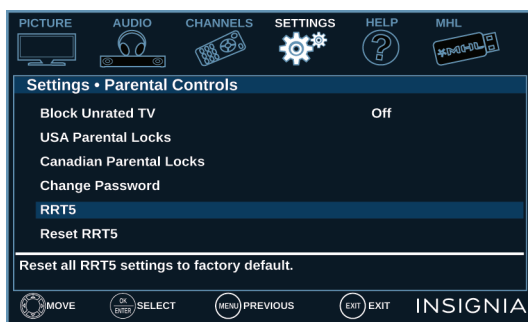 PICTURE AUDIO CHANNELS SETTINGS HELP MHL
MHL
Settings • Parental Controls
Block Unrated TV Off
USA Parental Locks
Canadian Parental Locks
Change Password
RRT5
Reset RRT5
Reset all RRT5 settings to factory default.
MOVE OK ENTER SELECT MENU PREVIOUS EXIT EXIT INSIGNIA